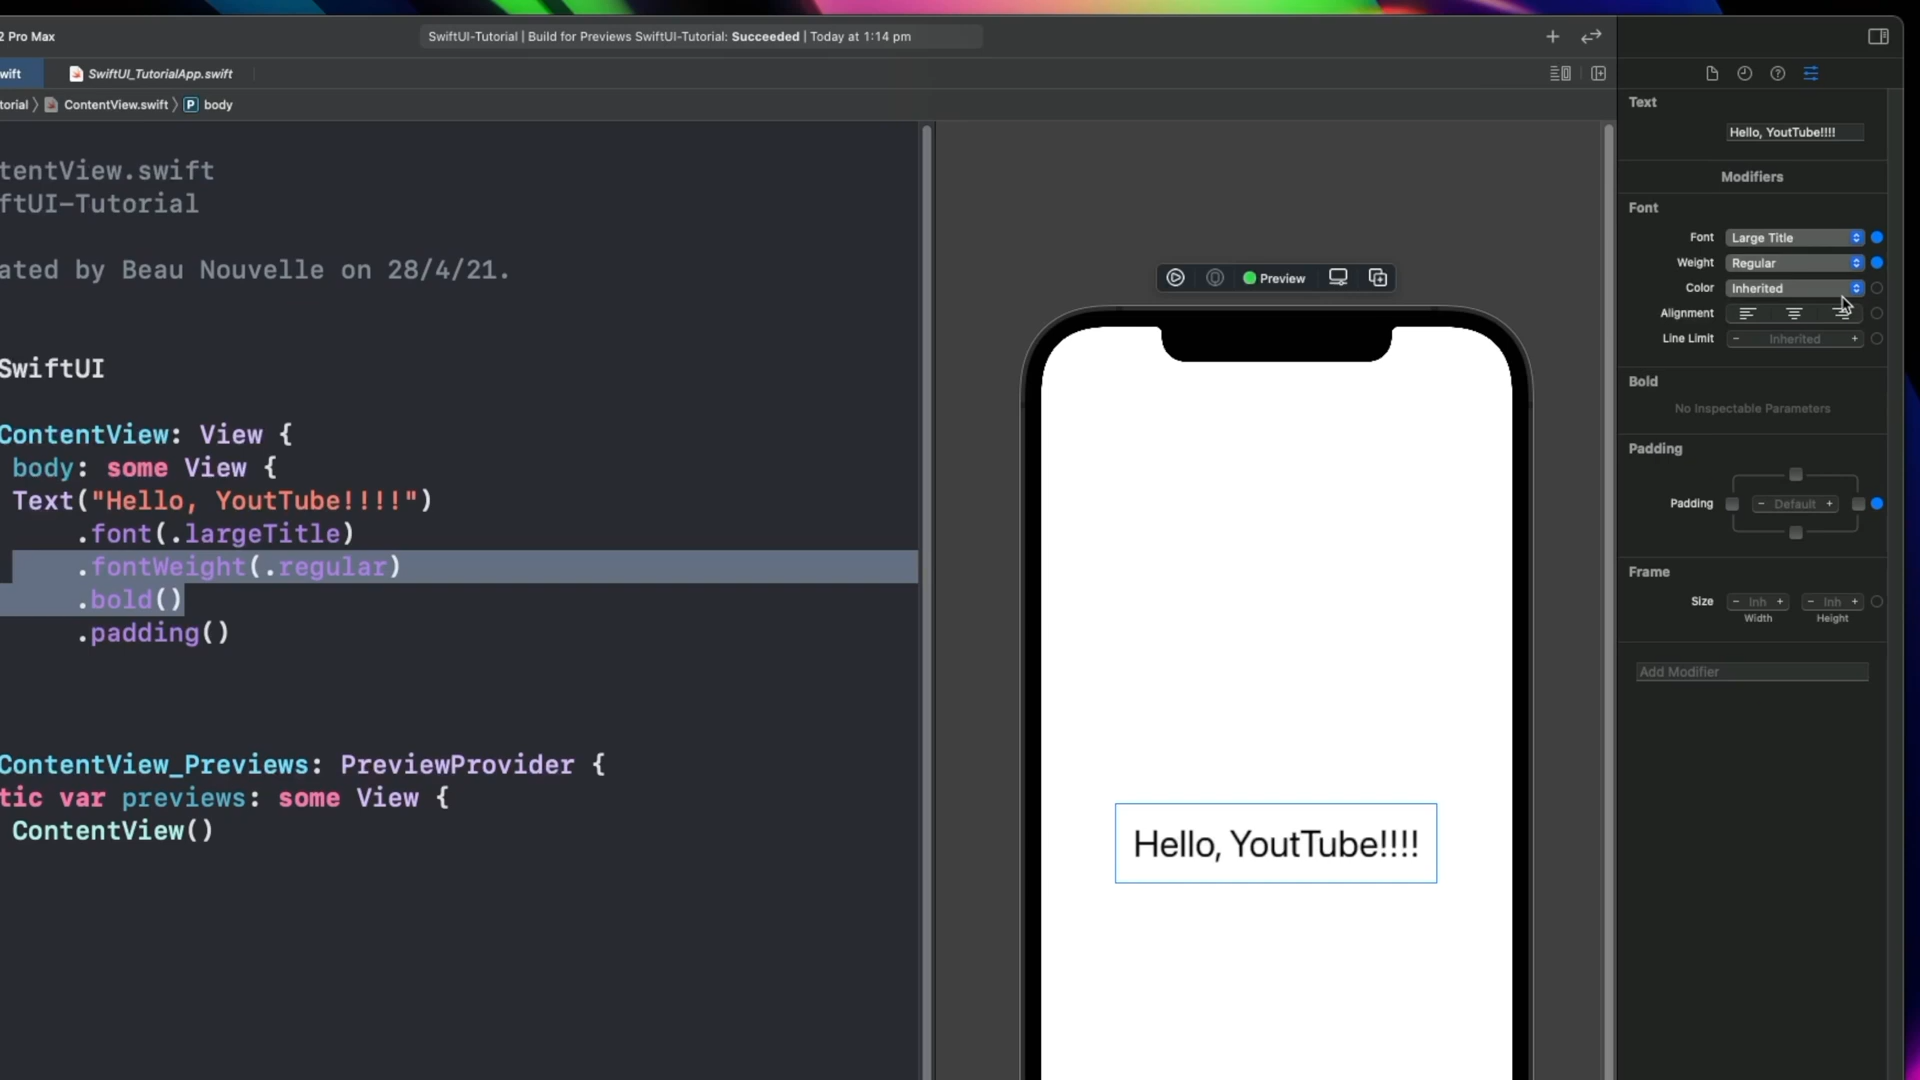 2 Pro Max
SwiftUI-Tutorial | Build for Previews SwiftUI-Tutorial: Succeeded | Today at 1:14 pm
wift
SwiftUI_TutorialApp.swift
torial
ContentView.swift
P body
tentView.swift
ftUI-Tutorial
ated by Beau Nouvelle on 28/4/21.
SwiftUI
ContentView: View {
body: some View {
Text("Hello, YoutTube!!!!")
.font(.largeTitle)
.fontWeight(.regular)
.bold()
.padding()
ContentView_Previews: PreviewProvider {
tic var previews: some View {
ContentView()
Preview
Hello, YoutTube!!!!
Text
Hello, YoutTube!!!!
Modifiers
Font
Font Large Title
Weight Regular
Color Inherited
Alignment
Line Limit - Inherited +
Bold
No Inspectable Parameters
Padding
Padding - Default +
Frame
Size - Inh + - Inh +
Width Height
Add Modifier